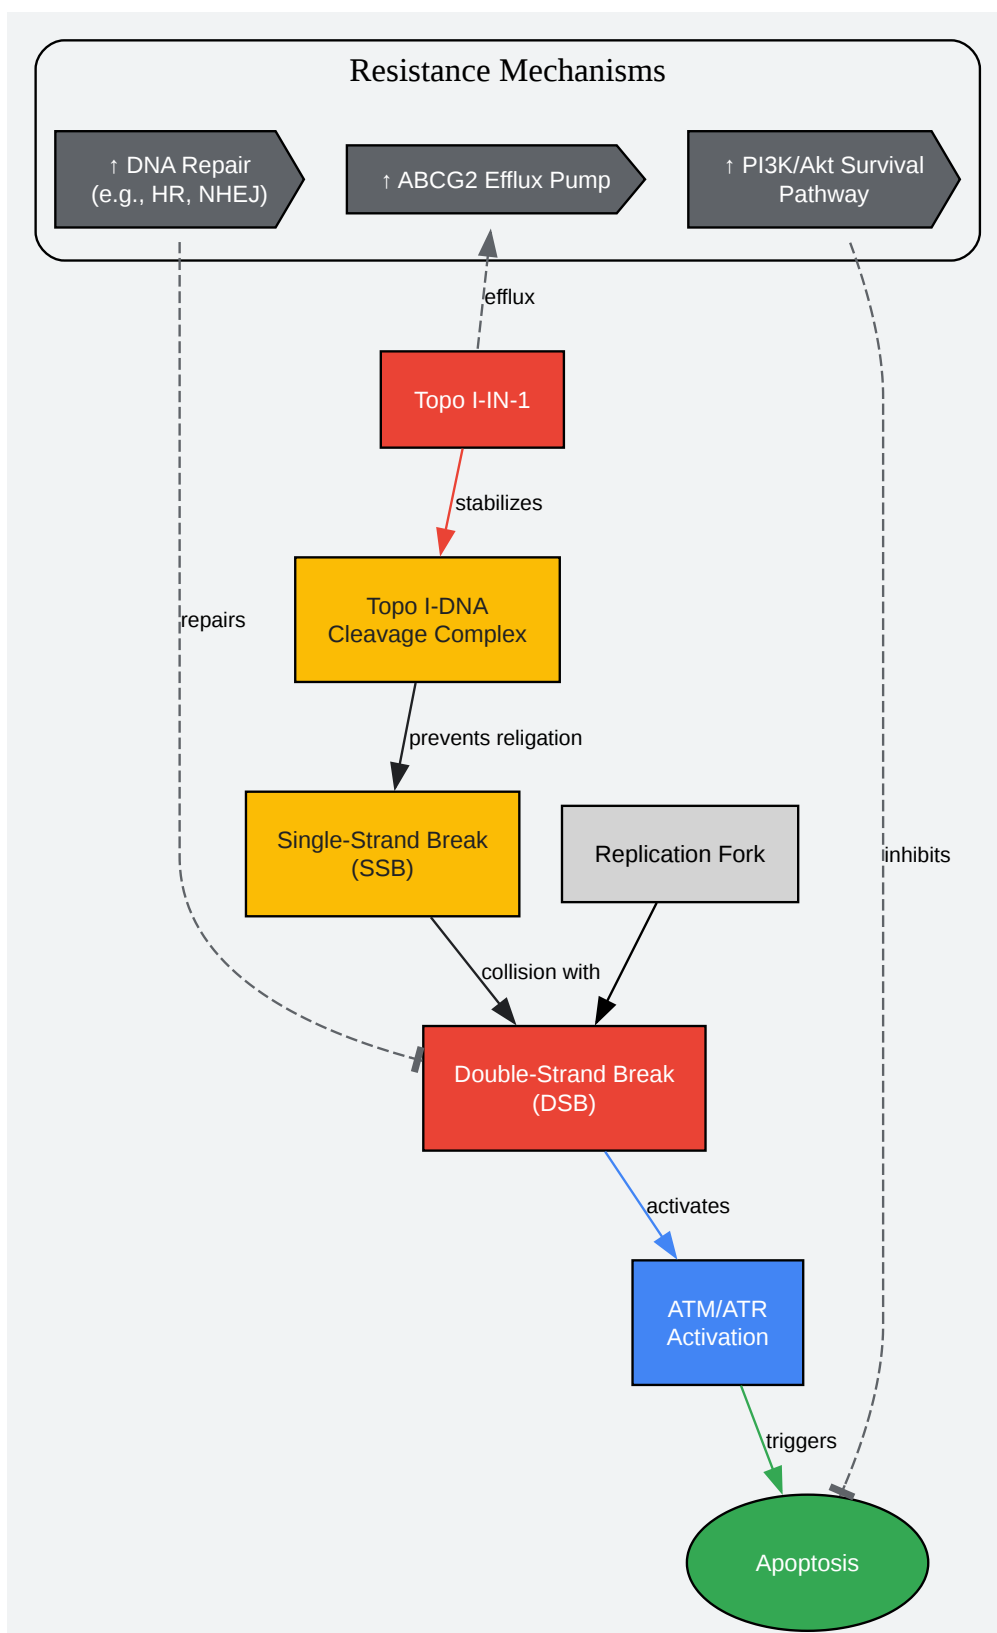 Resistance Mechanisms
↑ DNA Repair
(e.g., HR, NHEJ)
↑ ABCG2 Efflux Pump
↑ PI3K/Akt Survival
Pathway
efflux
Topo I-IN-1
stabilizes
Topo I-DNA
Cleavage Complex
repairs
prevents religation
Single-Strand Break
(SSB)
Replication Fork
inhibits
collision with
Double-Strand Break
(DSB)
activates
ATM/ATR
Activation
triggers
Apoptosis